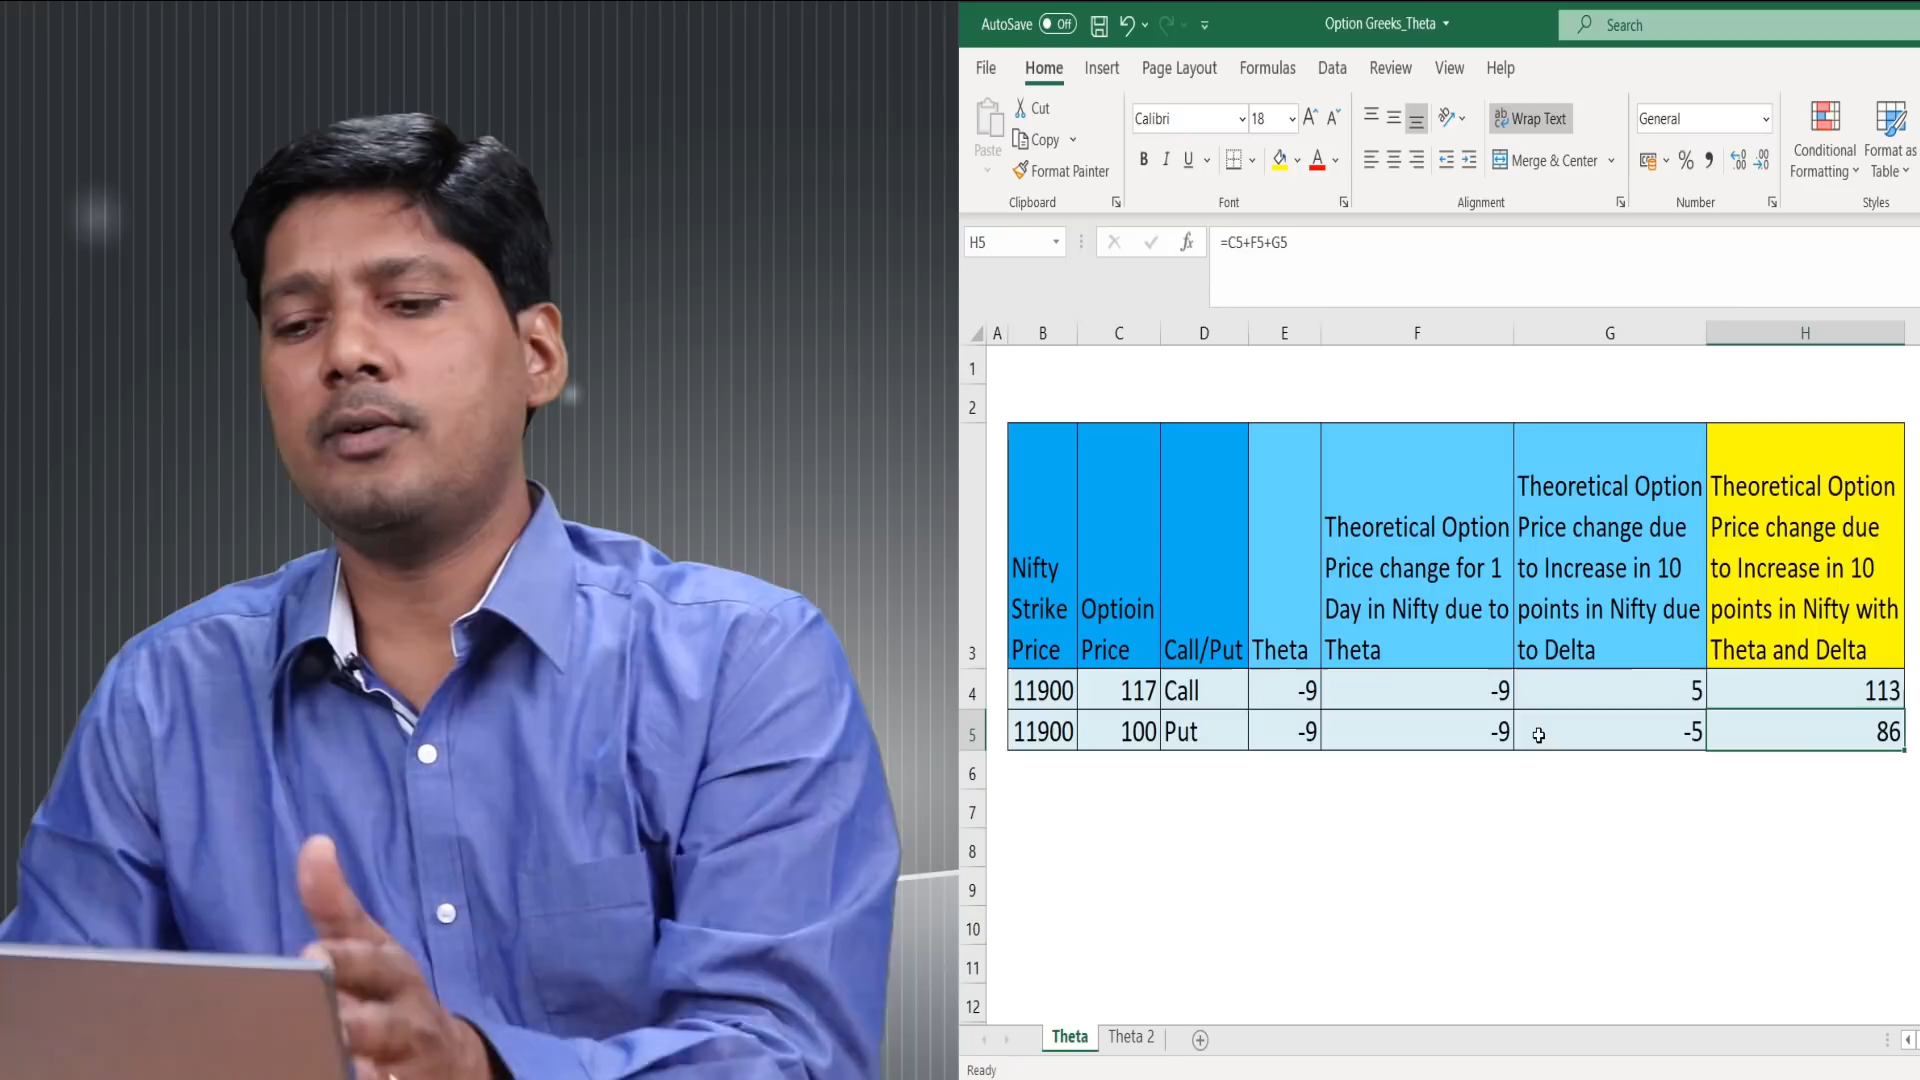 AutoSave Off
Option Greeks_Theta
Search
File Home Insert Page Layout Formulas Data Review View Help
Paste
Cut
Copy
Format Painter
Clipboard
Calibri 18
B I U
Font
Wrap Text
Merge & Center
Alignment
General
Number
Conditional
Formatting
Format as
Table
Styles
H5
fx
=C5+F5+G5
A B C D E F G H
1
2
3
Nifty
Strike
Price
Optioin
Price
Call/Put
Theta
Theoretical Option
Price change for 1
Day in Nifty due to
Theta
Theoretical Option
Price change due
to Increase in 10
points in Nifty due
to Delta
Theoretical Option
Price change due
to Increase in 10
points in Nifty with
Theta and Delta
4 11900 117 Call -9 -9 5 113
5 11900 100 Put -9 -9 -5 86
6
7
8
9
10
11
12
Theta Theta 2
Ready